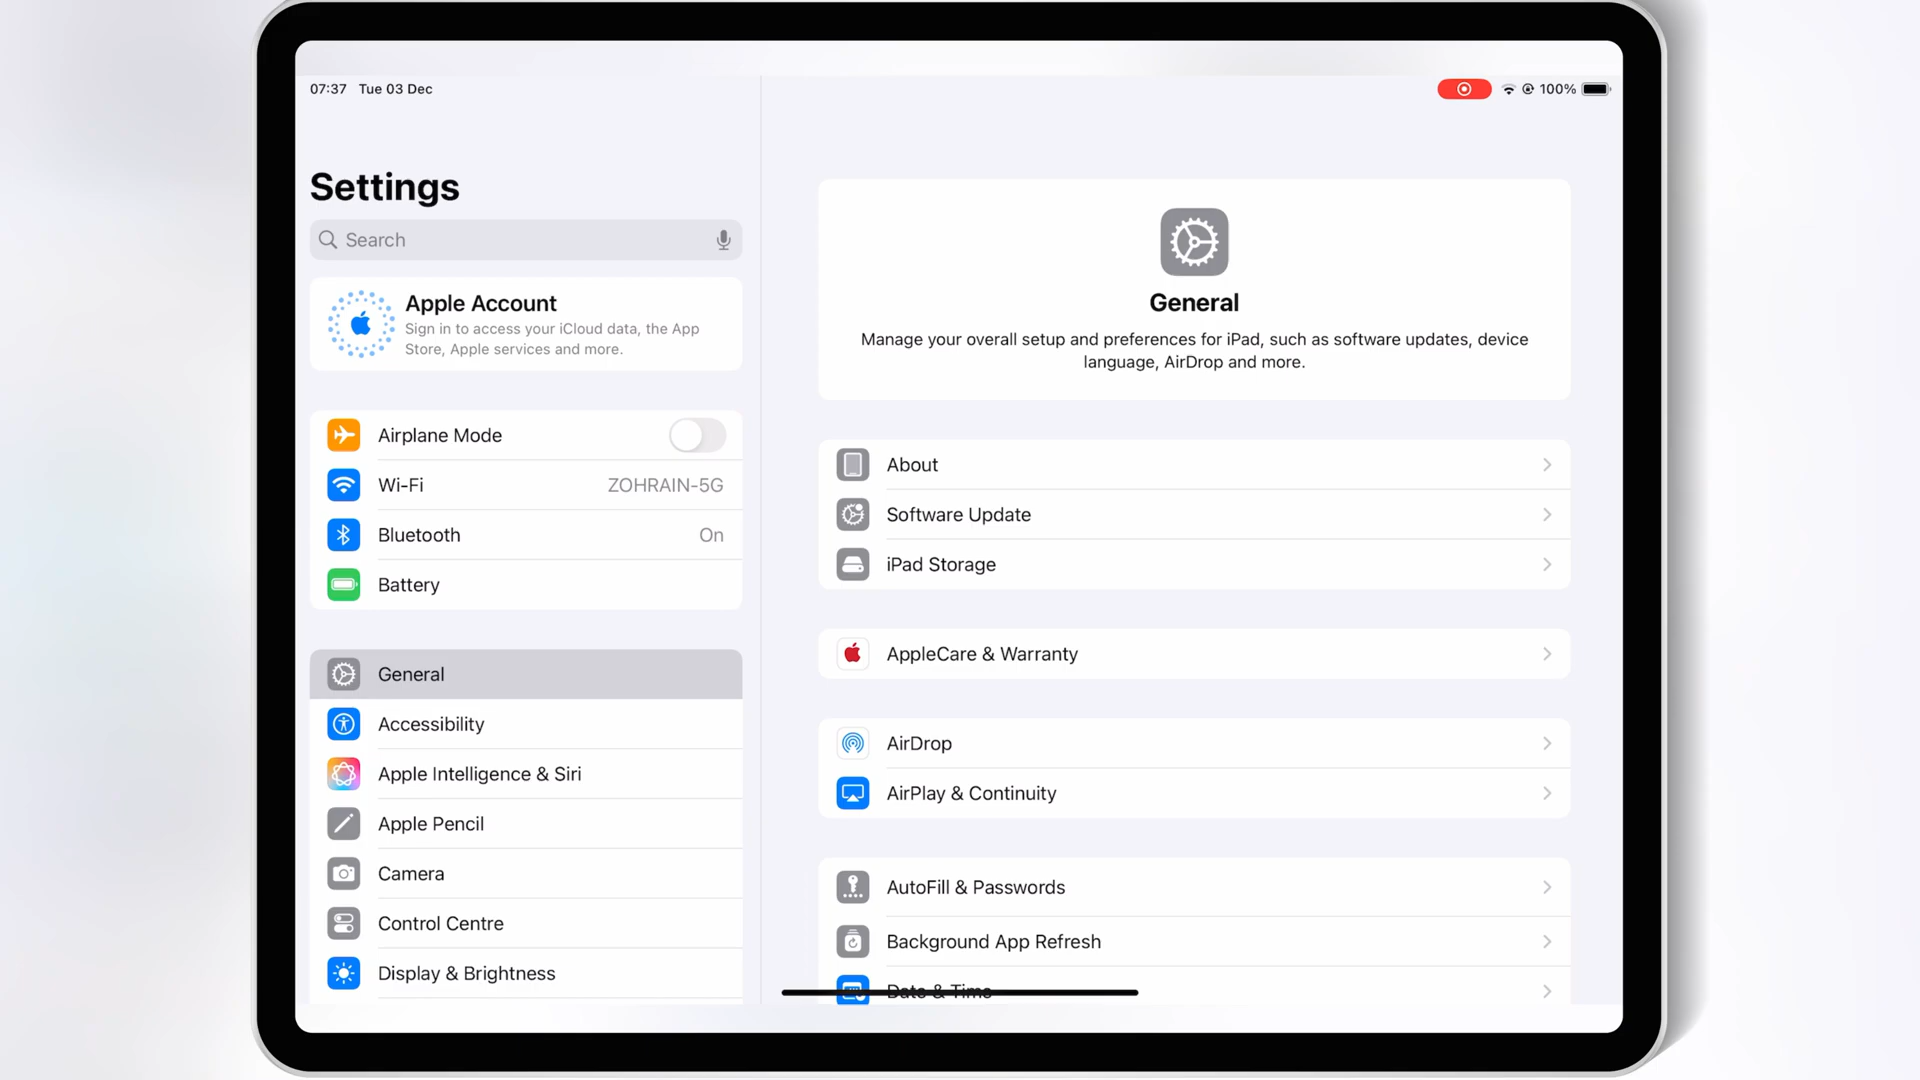 07:37 Tue 03 Dec
100%
Settings
Search
Apple Account
Sign in to access your iCloud data, the App
Store, Apple services and more.
Airplane Mode
Wi-Fi ZOHRAIN-5G
Bluetooth On
Battery
General
Accessibility
Apple Intelligence & Siri
Apple Pencil
Camera
Control Centre
Display & Brightness
General
Manage your overall setup and preferences for iPad, such as software updates, device
language, AirDrop and more.
About
Software Update
iPad Storage
AppleCare & Warranty
AirDrop
AirPlay & Continuity
AutoFill & Passwords
Background App Refresh
Date & Time